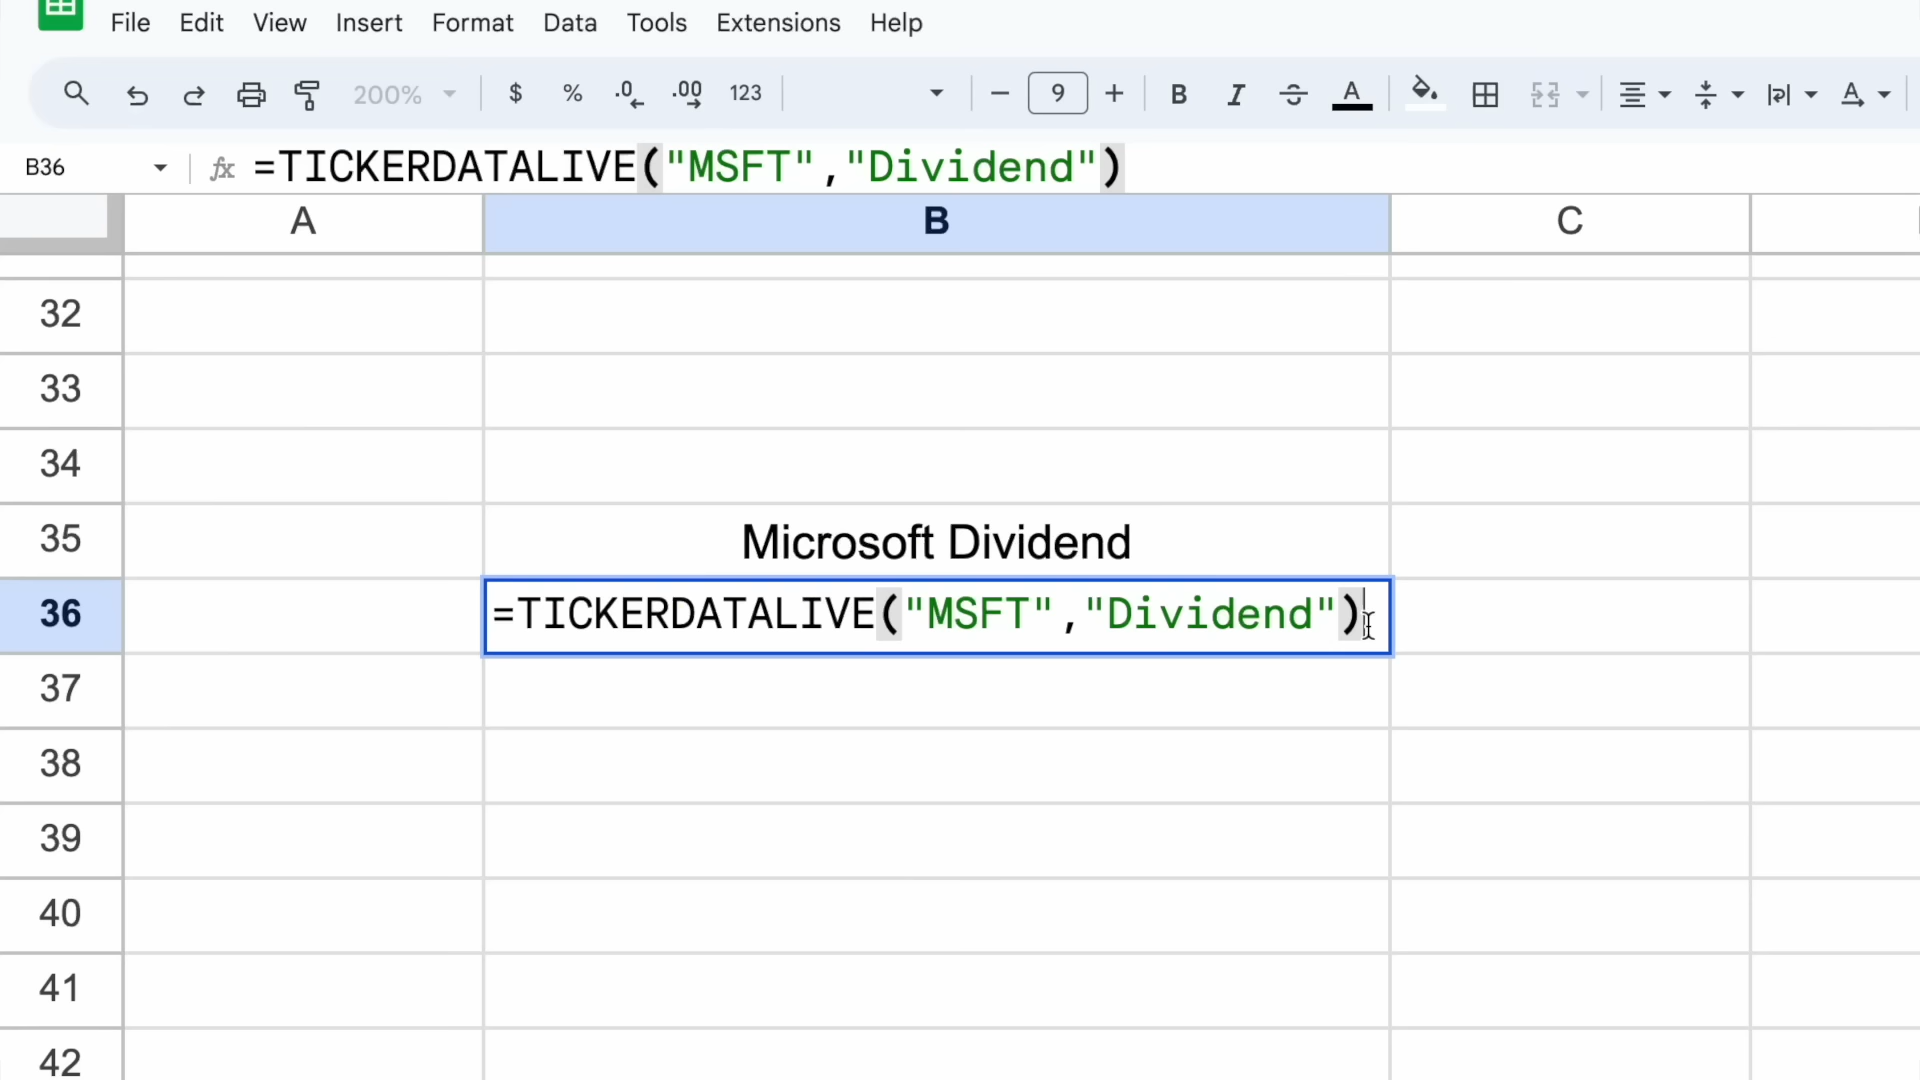 File Edit View Insert Format Data Tools Extensions Help
200% $ % .0 .00 123 9 B I A A
B36 fx =TICKERDATALIVE("MSFT","Dividend")
A B C
32
33
34
35 Microsoft Dividend
36 =TICKERDATALIVE("MSFT","Dividend")
37
38
39
40
41
42